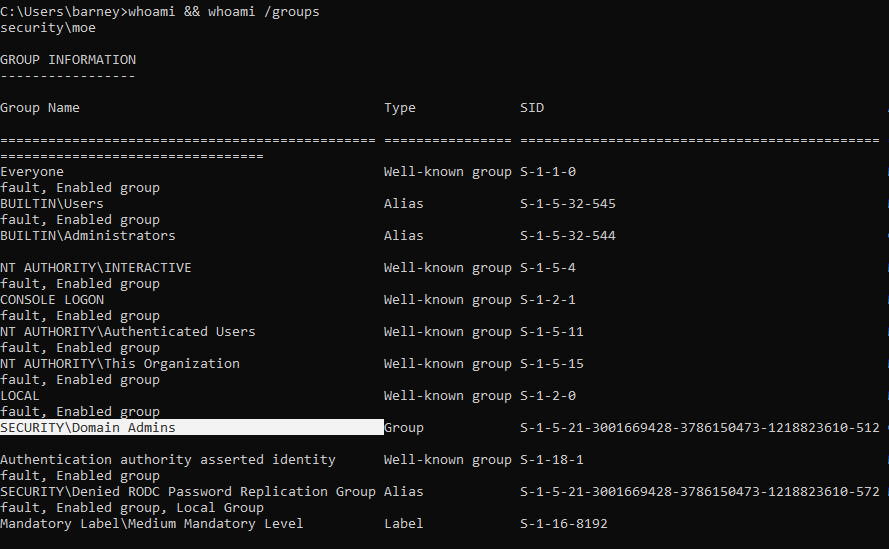 C:\Users\barney>whoami && whoami /groups
security\moe
GROUP INFORMATION
-----------------
Group Name Type SID
============================================== ================ =============================================
=================================
Everyone Well-known group S-1-1-0
fault, Enabled group
BUILTIN\Users Alias S-1-5-32-545
fault, Enabled group
BUILTIN\Administrators Alias S-1-5-32-544
NT AUTHORITY\INTERACTIVE Well-known group S-1-5-4
fault, Enabled group
CONSOLE LOGON Well-known group S-1-2-1
fault, Enabled group
NT AUTHORITY\Authenticated Users Well-known group S-1-5-11
fault, Enabled group
NT AUTHORITY\This Organization Well-known group S-1-5-15
fault, Enabled group
LOCAL Well-known group S-1-2-0
fault, Enabled group
SECURITY\Domain Admins Group S-1-5-21-3001669428-3786150473-1218823610-512
Authentication authority asserted identity Well-known group S-1-18-1
fault, Enabled group
SECURITY\Denied RODC Password Replication Group Alias S-1-5-21-3001669428-3786150473-1218823610-572
fault, Enabled group, Local Group
Mandatory Label\Medium Mandatory Level Label S-1-16-8192